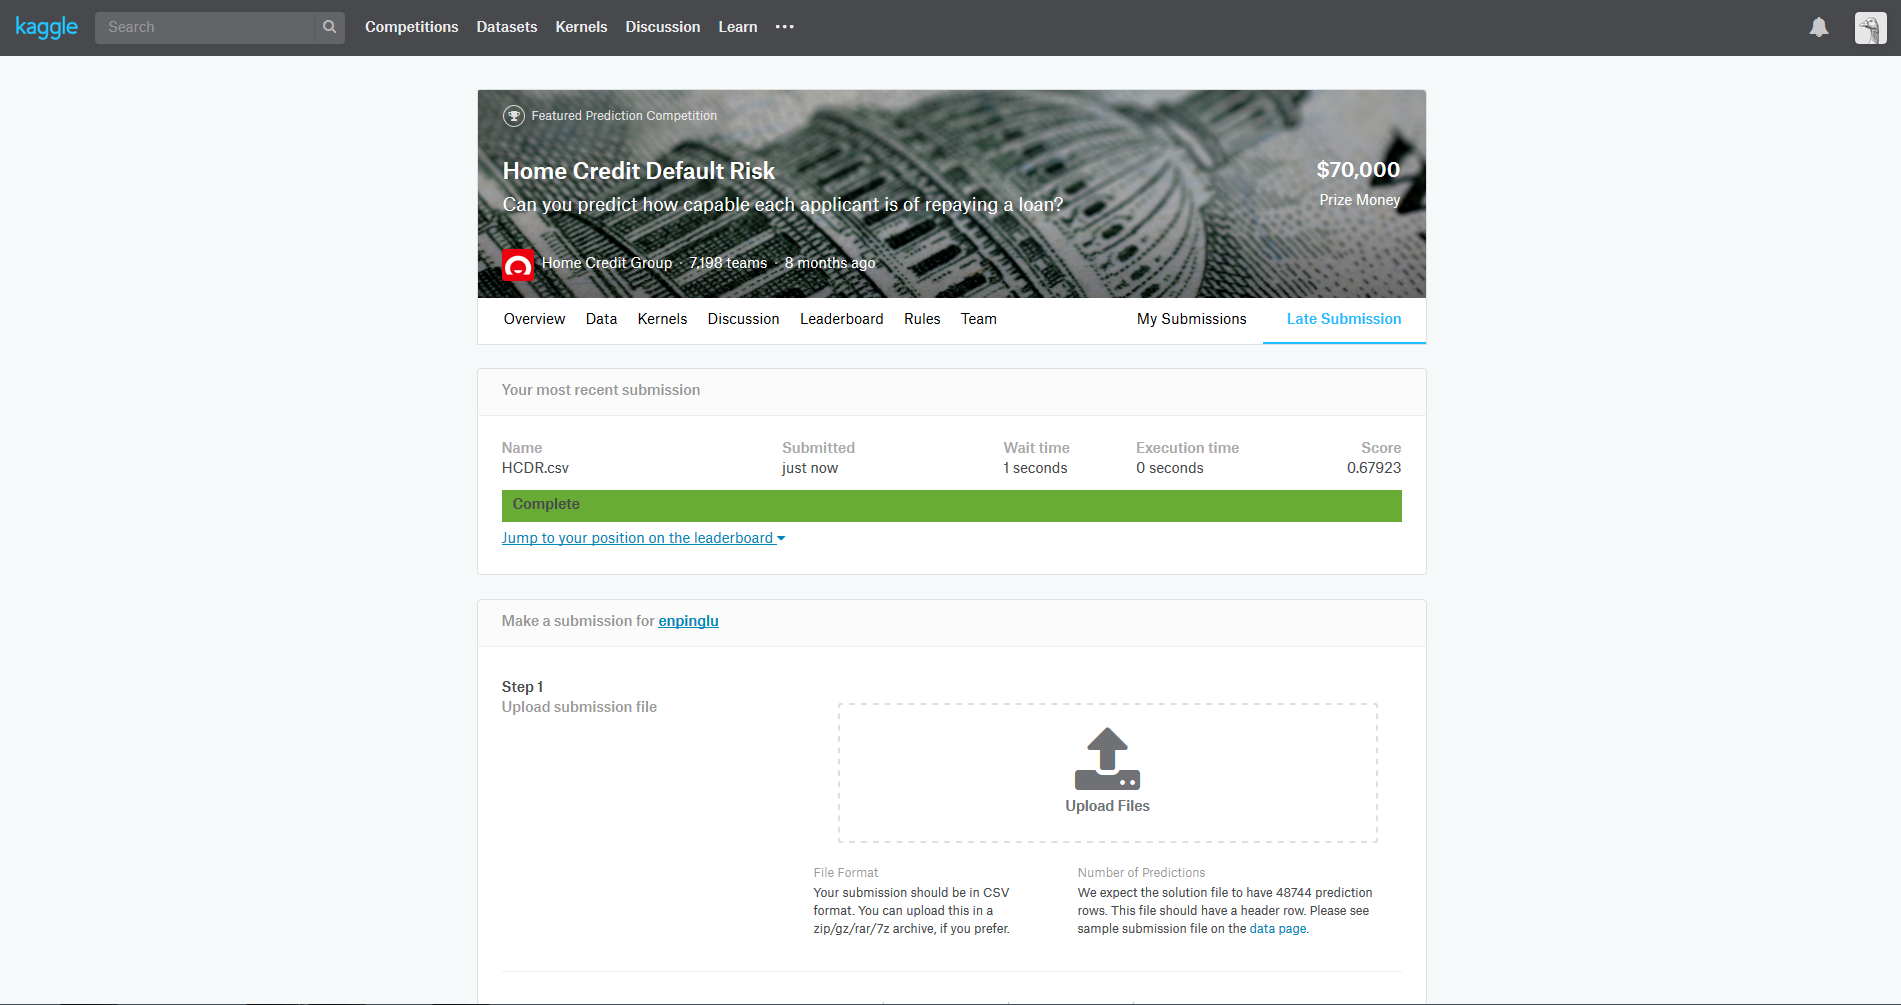 kaggle
Search
Competitions Datasets Kernels Discussion Learn
Featured Prediction Competition
Home Credit Default Risk
$70,000
Can you predict how capable each applicant is of repaying a loan?
Prize Money
Home Credit Group · 7,198 teams · 8 months ago
Overview Data Kernels Discussion Leaderboard Rules Team My Submissions Late Submission
Your most recent submission
Name Submitted Wait time Execution time Score
HCDR.csv just now 1 seconds 0 seconds 0.67923
Complete
Jump to your position on the leaderboard
Make a submission for enpinglu
Step 1
Upload submission file
Upload Files
File Format
Your submission should be in CSV
format. You can upload this in a
zip/gz/rar/7z archive, if you prefer.
Number of Predictions
We expect the solution file to have 48744 prediction
rows. This file should have a header row. Please see
sample submission file on the data page.